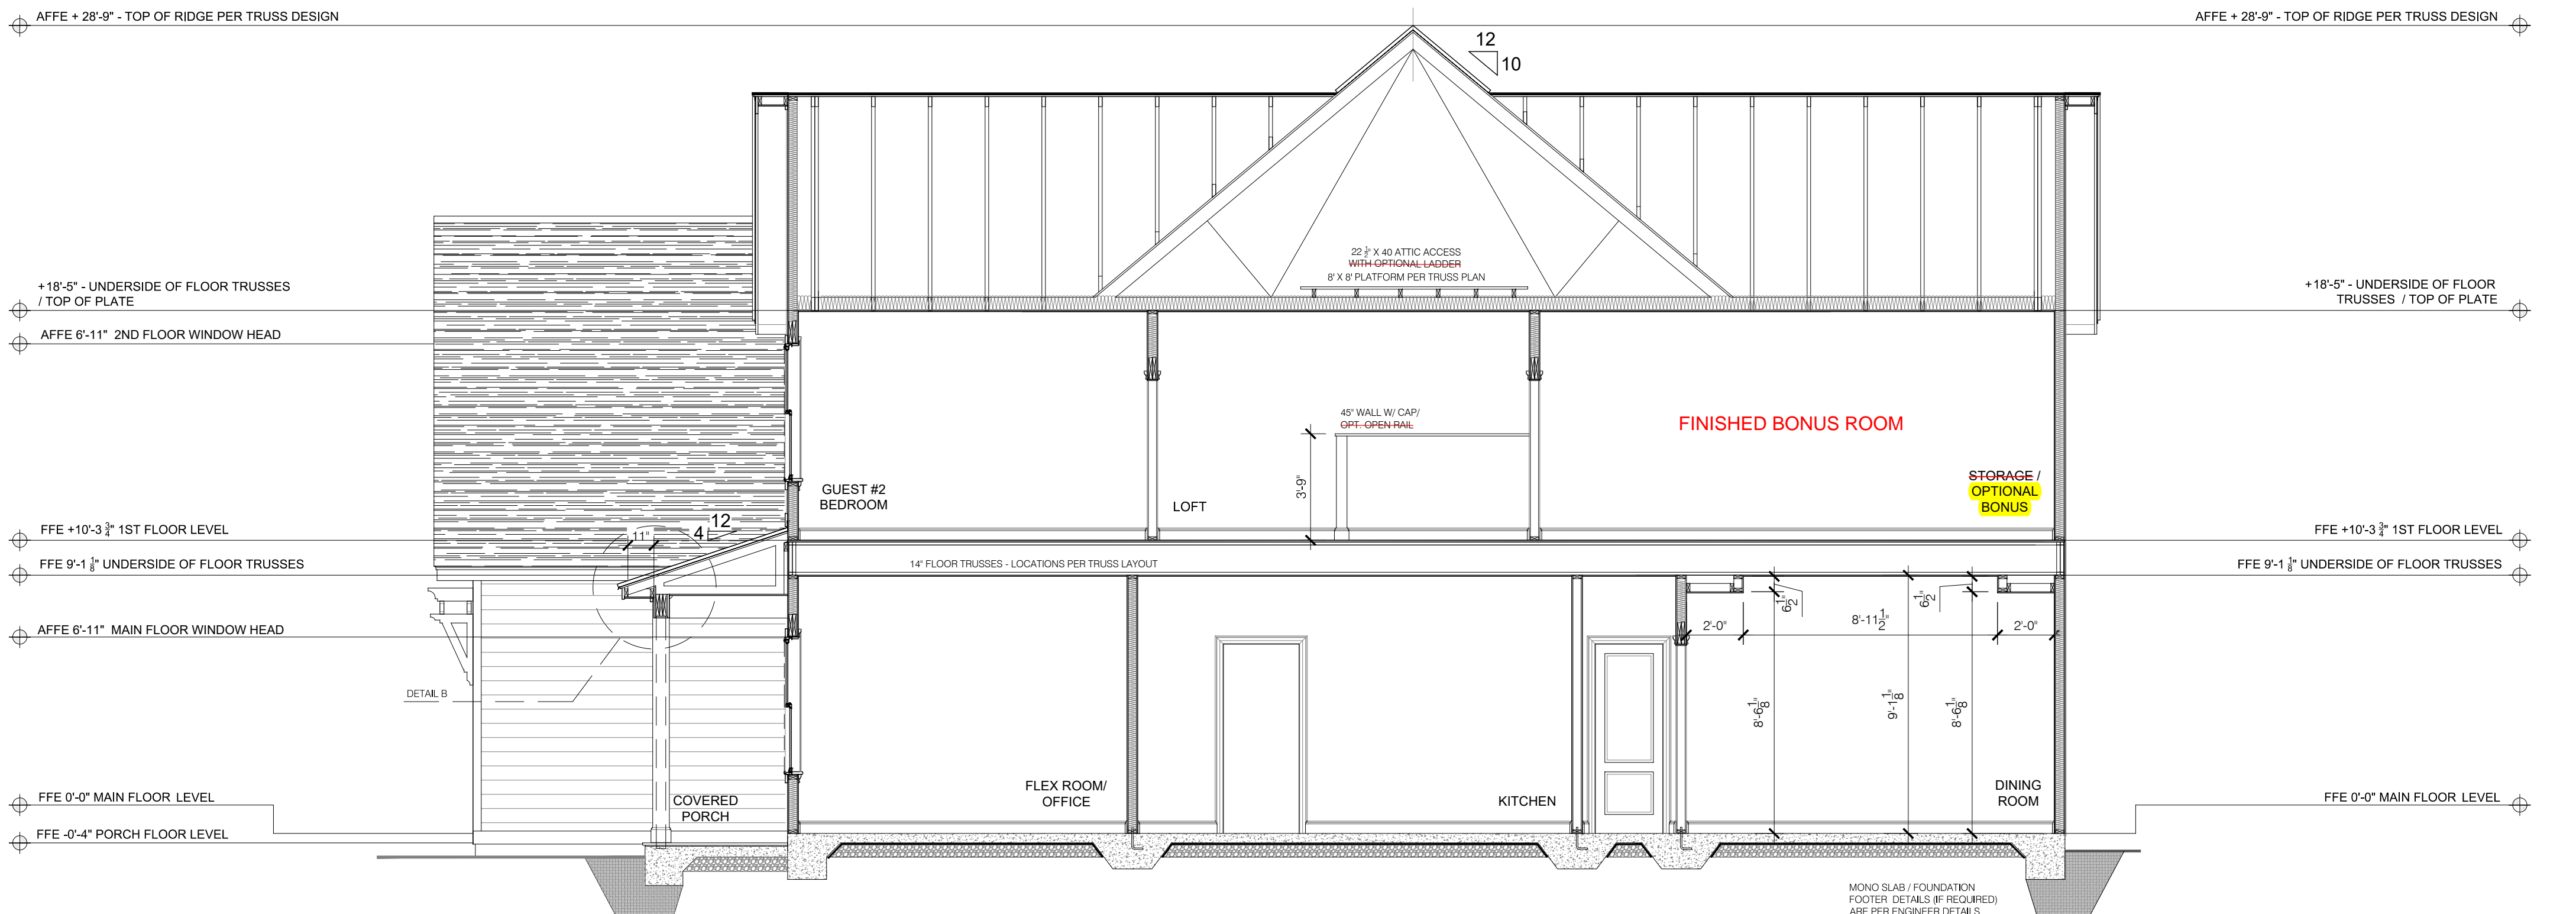 AFFE + 28'-9" - TOP OF RIDGE PER TRUSS DESIGN
AFFE + 28'-9" - TOP OF RIDGE PER TRUSS DESIGN
12
10
22 1/2" X 40 ATTIC ACCESS
WITH OPTIONAL LADDER
8' X 8' PLATFORM PER TRUSS PLAN
+18'-5" - UNDERSIDE OF FLOOR TRUSSES
/ TOP OF PLATE
+18'-5" - UNDERSIDE OF FLOOR
TRUSSES / TOP OF PLATE
AFFE 6'-11" 2ND FLOOR WINDOW HEAD
45" WALL W/ CAP/
OPT. OPEN RAIL
3'-9"
FINISHED BONUS ROOM
STORAGE /
OPTIONAL
BONUS
GUEST #2
BEDROOM
LOFT
FFE +10'-3 3/4" 1ST FLOOR LEVEL
FFE +10'-3 3/4" 1ST FLOOR LEVEL
11"
4
12
FFE 9'-1 1/8" UNDERSIDE OF FLOOR TRUSSES
14" FLOOR TRUSSES - LOCATIONS PER TRUSS LAYOUT
FFE 9'-1 1/8" UNDERSIDE OF FLOOR TRUSSES
6 1/2"
6 1/2"
2'-0"
8'-11 1/2"
2'-0"
AFFE 6'-11" MAIN FLOOR WINDOW HEAD
DETAIL B
8'-6 1/8"
9'-1 1/8"
8'-6 1/8"
COVERED
PORCH
FLEX ROOM/
OFFICE
KITCHEN
DINING
ROOM
FFE 0'-0" MAIN FLOOR LEVEL
FFE 0'-0" MAIN FLOOR LEVEL
FFE -0'-4" PORCH FLOOR LEVEL
MONO SLAB / FOUNDATION
FOOTER DETAILS (IF REQUIRED)
ARE PER ENGINEER DETAILS